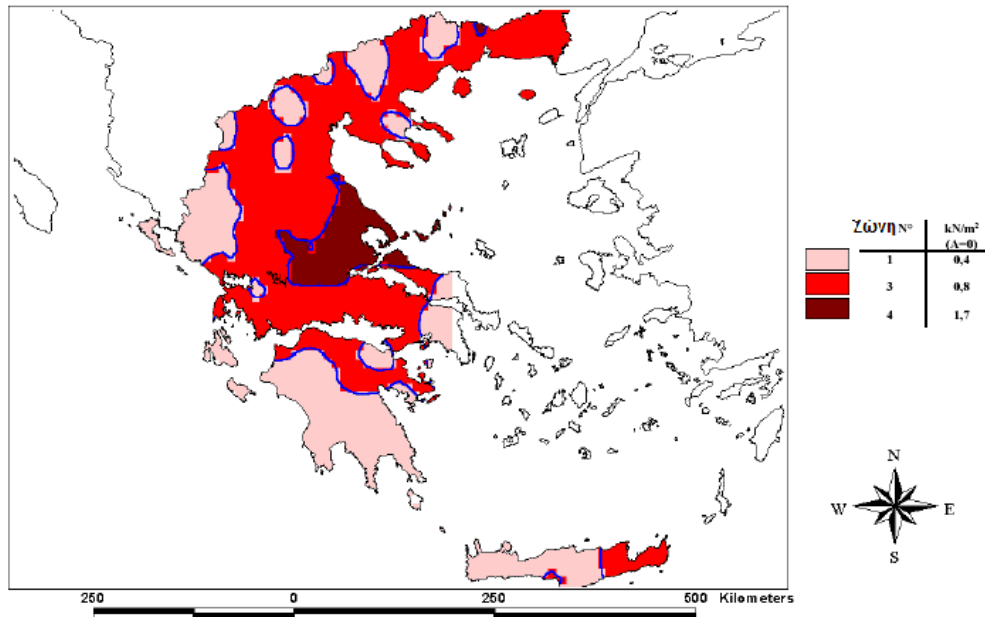 Ζώνη N° kN/m²
(A=0)
1 0,4
3 0,8
4 1,7
N
W E
S
250 0 250 500 Kilometers